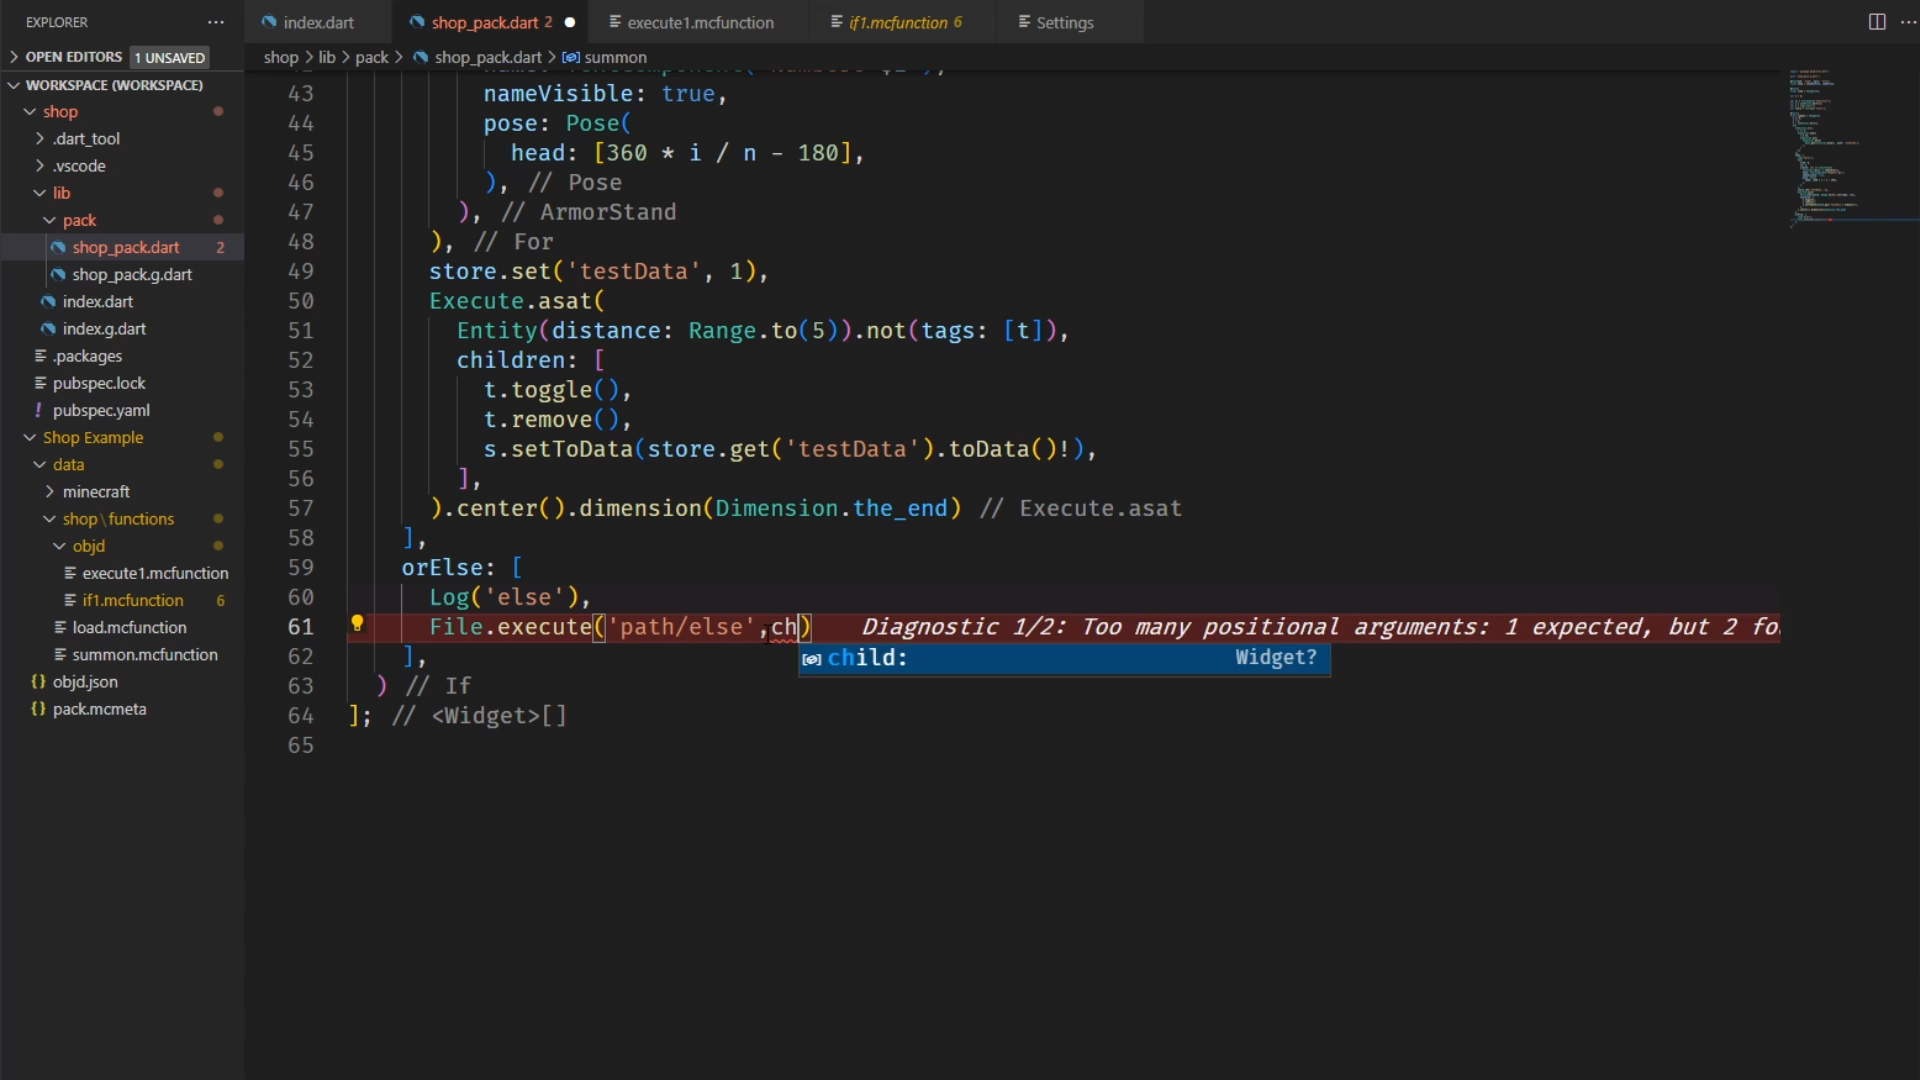 EXPLORER
OPEN EDITORS 1 UNSAVED
WORKSPACE (WORKSPACE)
shop
.dart_tool
.vscode
lib
pack
shop_pack.dart 2
shop_pack.g.dart
index.dart
index.g.dart
.packages
pubspec.lock
! pubspec.yaml
Shop Example
data
minecraft
shop\functions
objd
execute1.mcfunction
if1.mcfunction 6
load.mcfunction
summon.mcfunction
{} objd.json
{} pack.mcmeta
index.dart
shop_pack.dart 2
execute1.mcfunction
if1.mcfunction 6
Settings
shop > lib > pack > shop_pack.dart > summon
43 nameVisible: true,
44 pose: Pose(
45 head: [360 * i / n - 180],
46 ), // Pose
47 ), // ArmorStand
48 ), // For
49 store.set('testData', 1),
50 Execute.asat(
51 Entity(distance: Range.to(5)).not(tags: [t]),
52 children: [
53 t.toggle(),
54 t.remove(),
55 s.setToData(store.get('testData').toData()!),
56 ],
57 ).center().dimension(Dimension.the_end) // Execute.asat
58 ],
59 orElse: [
60 Log('else'),
61 File.execute('path/else',ch) Diagnostic 1/2: Too many positional arguments: 1 expected, but 2 fo
child: Widget?
62 ],
63 ) // If
64 ]; // <Widget>[]
65